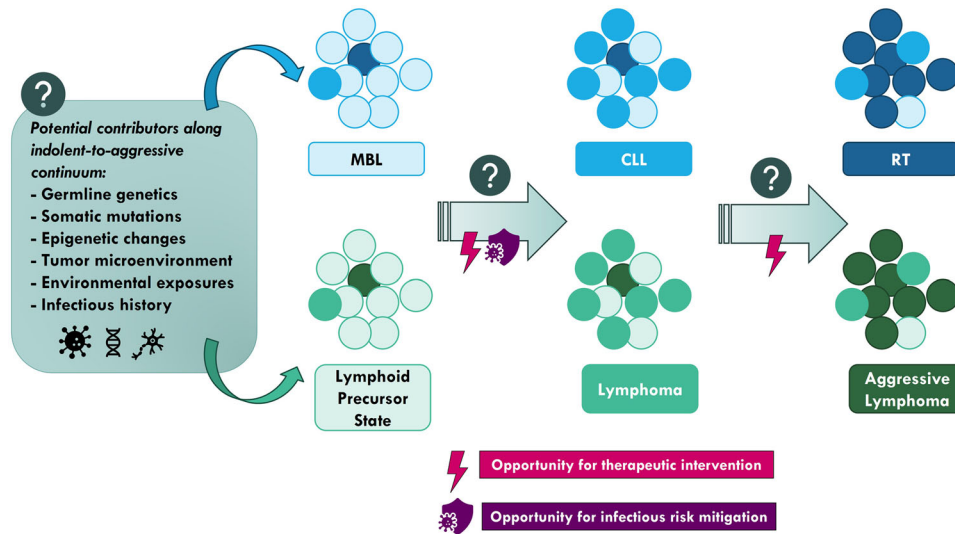 ?
Potential contributors along
indolent-to-aggressive
continuum:
- Germline genetics
- Somatic mutations
- Epigenetic changes
- Tumor microenvironment
- Environmental exposures
- Infectious history
MBL
?
CLL
?
RT
Lymphoid
Precursor
State
Lymphoma
Aggressive
Lymphoma
Opportunity for therapeutic intervention
Opportunity for infectious risk mitigation